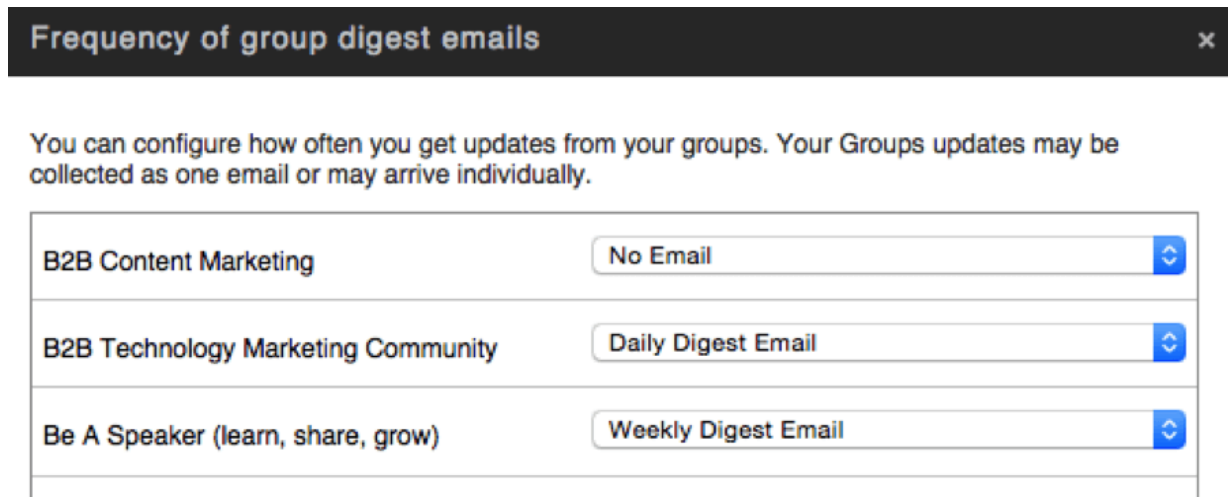 Frequency of group digest emails
×
You can configure how often you get updates from your groups. Your Groups updates may be
collected as one email or may arrive individually.
B2B Content Marketing No Email
B2B Technology Marketing Community Daily Digest Email
Be A Speaker (learn, share, grow) Weekly Digest Email